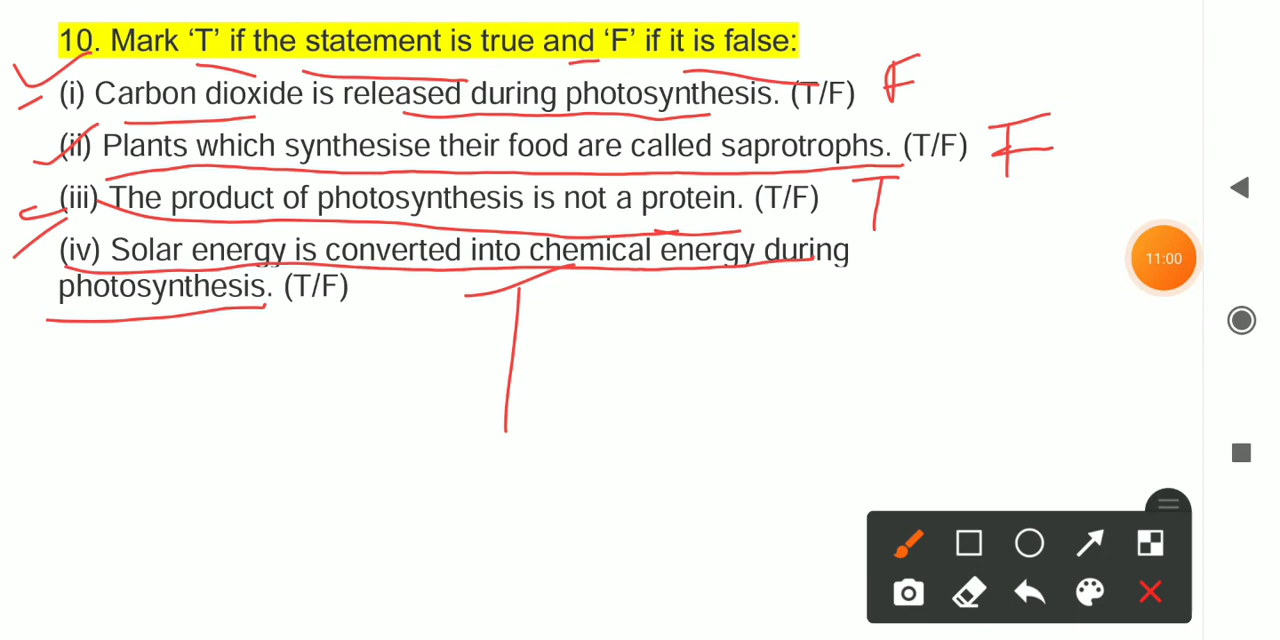 10. Mark ‘T’ if the statement is true and ‘F’ if it is false:
(i) Carbon dioxide is released during photosynthesis. (T/F) F
(ii) Plants which synthesise their food are called saprotrophs. (T/F) F
(iii) The product of photosynthesis is not a protein. (T/F) T
(iv) Solar energy is converted into chemical energy during
photosynthesis. (T/F) T
11:00